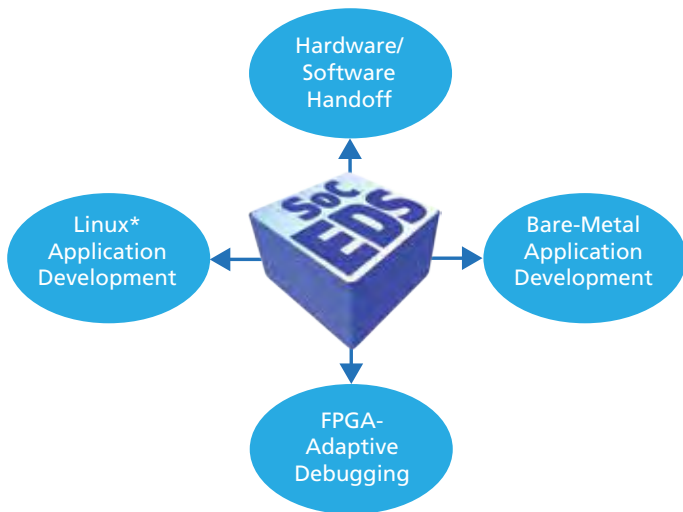 Hardware/
Software
Handoff
SoC
EDS
Linux*
Application
Development
Bare-Metal
Application
Development
FPGA-
Adaptive
Debugging